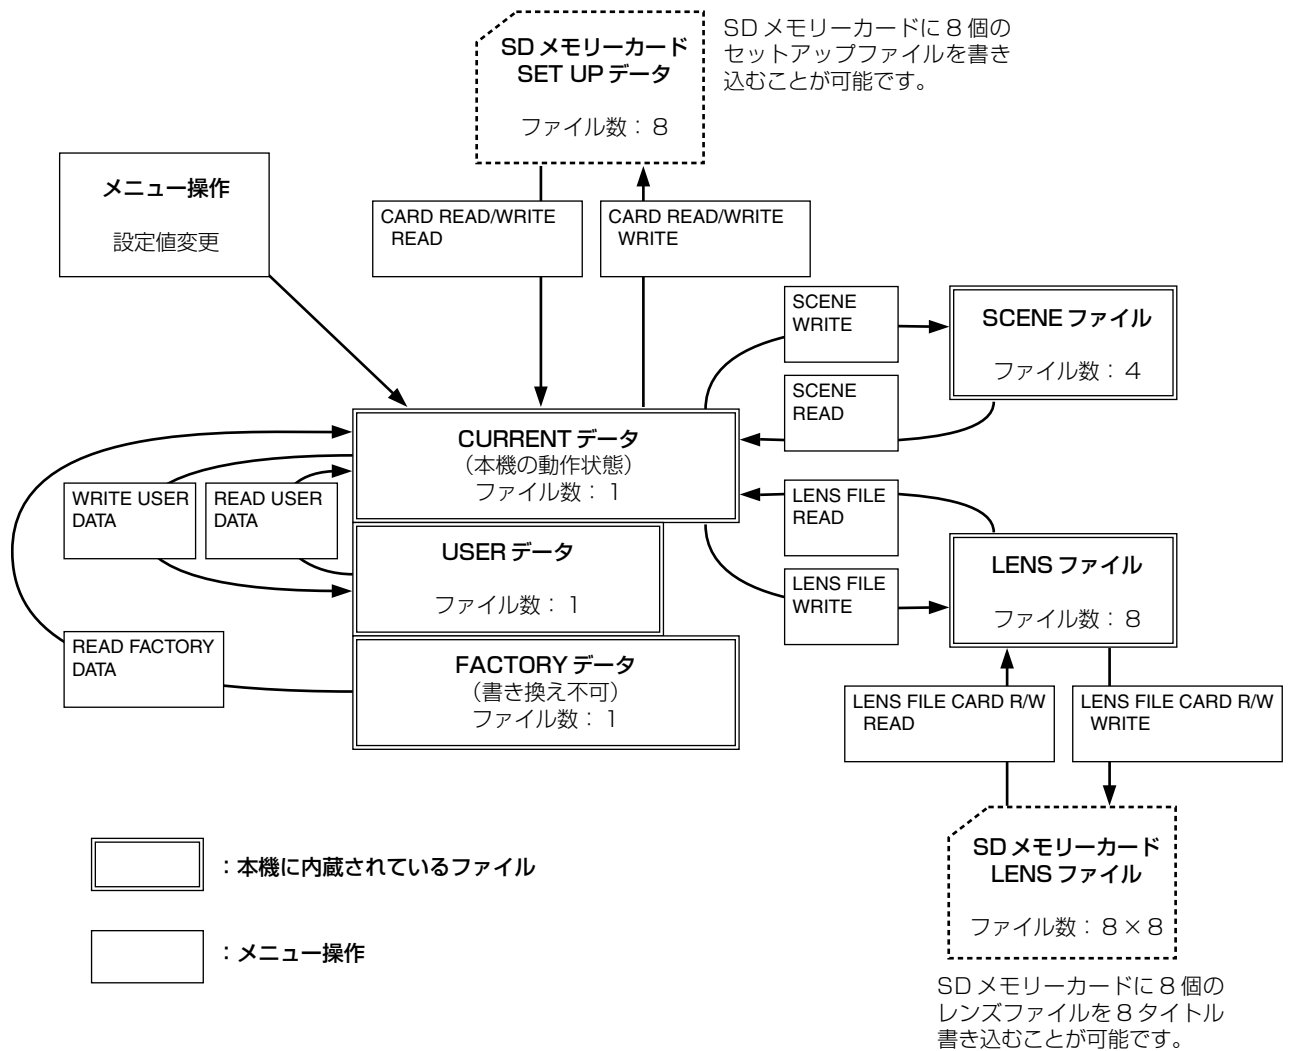 SD メモリーカード
SET UP データ
ファイル数：8
SD メモリーカードに 8 個の
セットアップファイルを書き
込むことが可能です。
メニュー操作
設定値変更
CARD READ/WRITE
READ
CARD READ/WRITE
WRITE
SCENE
WRITE
SCENE ファイル
ファイル数：4
SCENE
READ
CURRENT データ
（本機の動作状態）
ファイル数：1
WRITE USER
DATA
READ USER
DATA
LENS FILE
READ
USER データ
ファイル数：1
LENS FILE
WRITE
LENS ファイル
ファイル数：8
READ FACTORY
DATA
FACTORY データ
（書き換え不可）
ファイル数：1
LENS FILE CARD R/W
READ
LENS FILE CARD R/W
WRITE
：本機に内蔵されているファイル
：メニュー操作
SD メモリーカード
LENS ファイル
ファイル数：8×8
SD メモリーカードに 8 個の
レンズファイルを 8 タイトル
書き込むことが可能です。